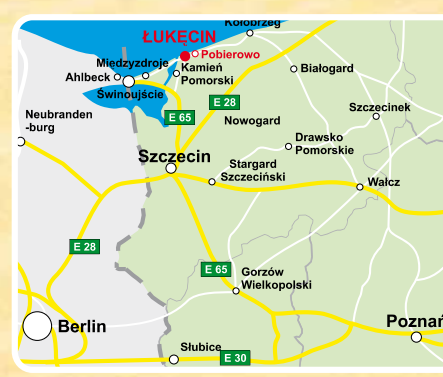 Kołobrzeg
ŁUKĘCIN
Pobierowo
Międzyzdroje
Kamień
Pomorski
Białogard
Ahlbeck
Świnoujście
E 28
Szczecinek
E 65
Nowogard
Neubranden
-burg
Drawsko
Pomorskie
Szczecin
Stargard
Szczeciński
Wałcz
E 28
E 65
Gorzów
Wielkopolski
Berlin
Poznań
Słubice
E 30